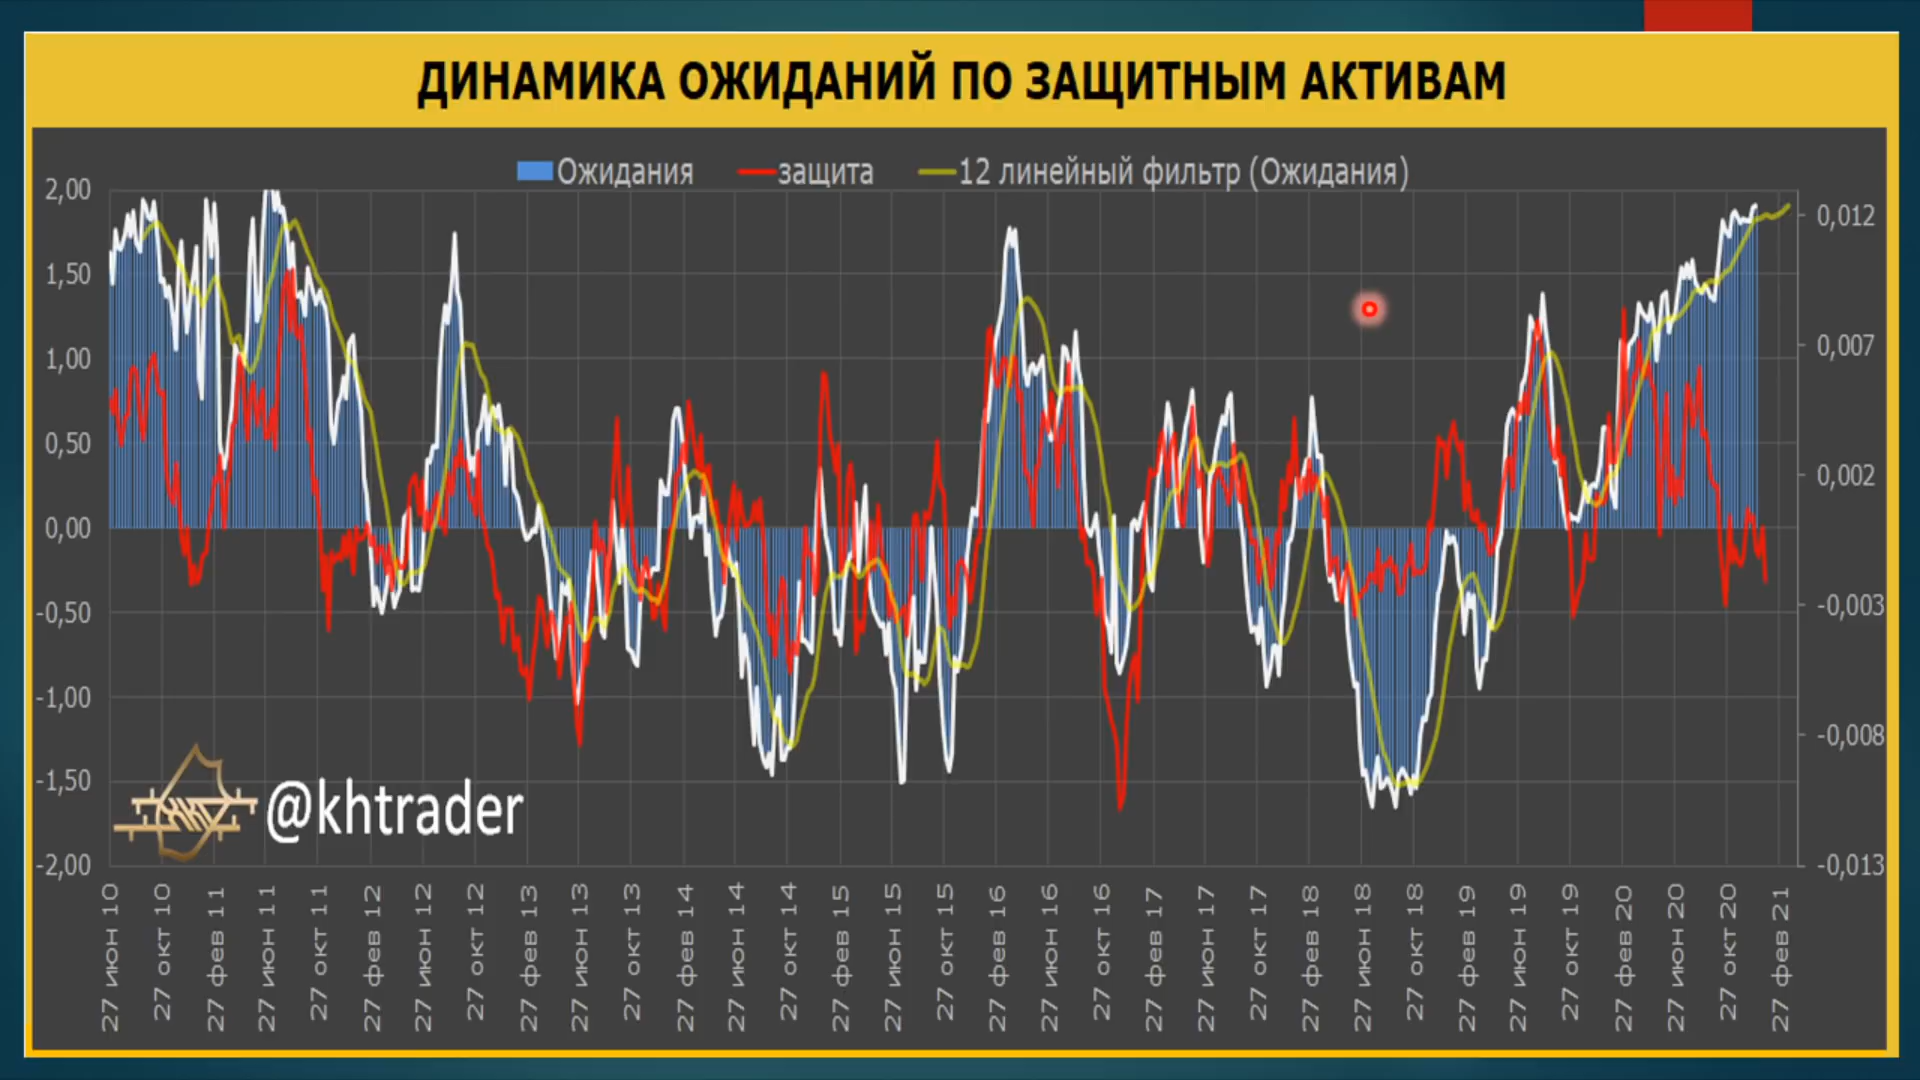 ДИНАМИКА ОЖИДАНИЙ ПО ЗАЩИТНЫМ АКТИВАМ
Ожидания защита 12 линейный фильтр (Ожидания)
2,00
1,50
1,00
0,50
0,00
-0,50
-1,00
-1,50
-2,00
0,012
0,007
0,002
-0,003
-0,008
-0,013
@khtrader
27 июн 10
27 окт 10
27 фев 11
27 июн 11
27 окт 11
27 фев 12
27 июн 12
27 окт 12
27 фев 13
27 июн 13
27 окт 13
27 фев 14
27 июн 14
27 окт 14
27 фев 15
27 июн 15
27 окт 15
27 фев 16
27 июн 16
27 окт 16
27 фев 17
27 июн 17
27 окт 17
27 фев 18
27 июн 18
27 окт 18
27 фев 19
27 июн 19
27 окт 19
27 фев 20
27 июн 20
27 окт 20
27 фев 21